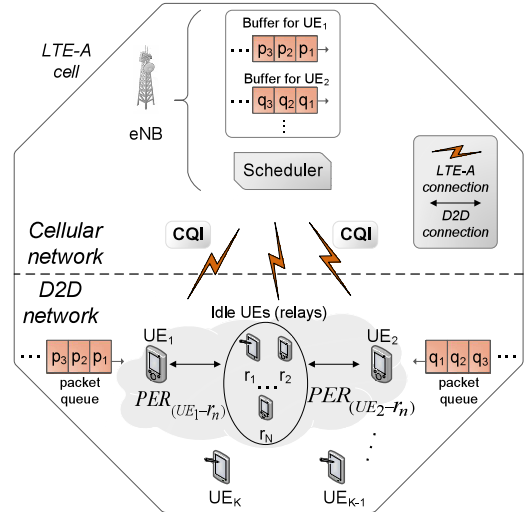 LTE-A
cell
Buffer for UE1
... p3 p2 p1
Buffer for UE2
... q3 q2 q1
⋮
eNB
Scheduler
LTE-A
connection
D2D
connection
CQI
CQI
Cellular
network
D2D
network
Idle UEs (relays)
UE1
UE2
... p3 p2 p1
packet
queue
r1 r2
...
rN
q1 q2 q3 ...
packet
queue
PER(UE1-rn)
PER(UE2-rn)
UEK
UEK-1